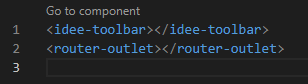 Go to component
1 <idee-toolbar></idee-toolbar>
2 <router-outlet></router-outlet>
3